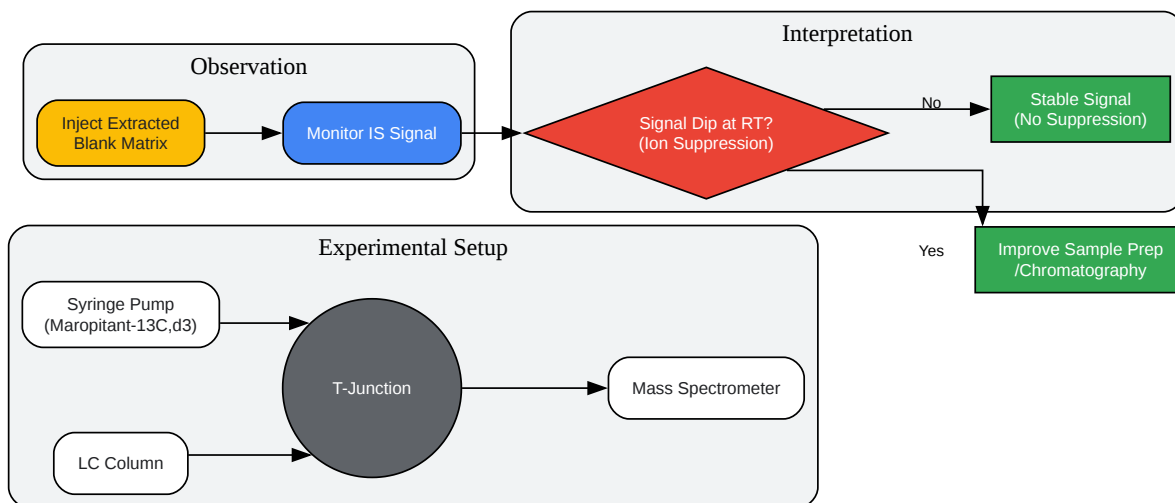 Observation
Inject Extracted
Blank Matrix
Monitor IS Signal
Interpretation
Signal Dip at RT?
(Ion Suppression)
No
Stable Signal
(No Suppression)
Yes
Improve Sample Prep
/Chromatography
Experimental Setup
Syringe Pump
(Maropitant-13C,d3)
T-Junction
Mass Spectrometer
LC Column